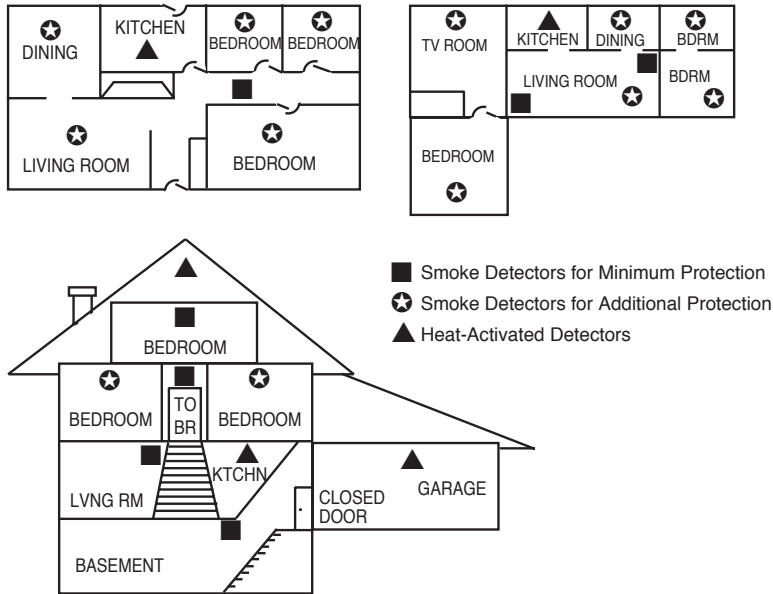 DINING
KITCHEN
BEDROOM
BEDROOM
LIVING ROOM
BEDROOM
TV ROOM
KITCHEN
DINING
BDRM
LIVING ROOM
BDRM
BEDROOM
Smoke Detectors for Minimum Protection
Smoke Detectors for Additional Protection
Heat-Activated Detectors
BEDROOM
BEDROOM
TO
BR
BEDROOM
LVNG RM
KTCHN
CLOSED
DOOR
GARAGE
BASEMENT